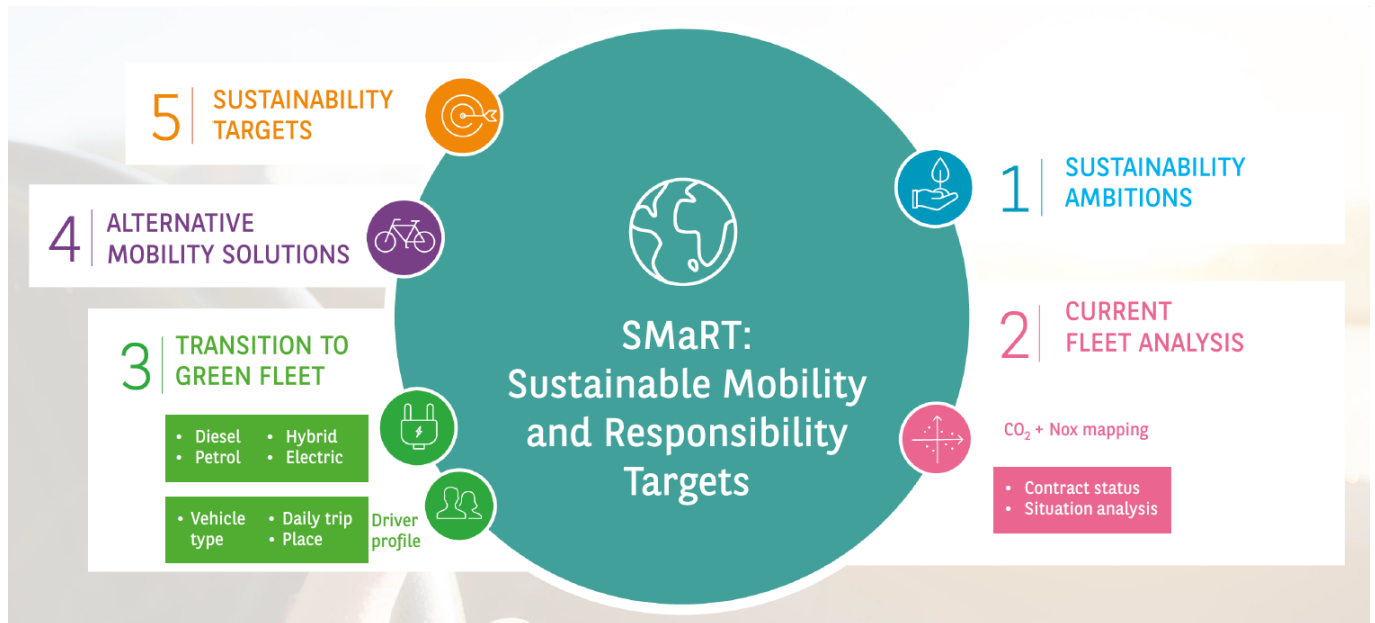 5
SUSTAINABILITY
TARGETS
4
ALTERNATIVE
MOBILITY SOLUTIONS
3
TRANSITION TO
GREEN FLEET
• Diesel
• Petrol
• Hybrid
• Electric
• Vehicle
type
• Daily trip
• Place
Driver
profile
SMaRT:
Sustainable Mobility
and Responsibility
Targets
1
SUSTAINABILITY
AMBITIONS
2
CURRENT
FLEET ANALYSIS
CO₂ + Nox mapping
• Contract status
• Situation analysis